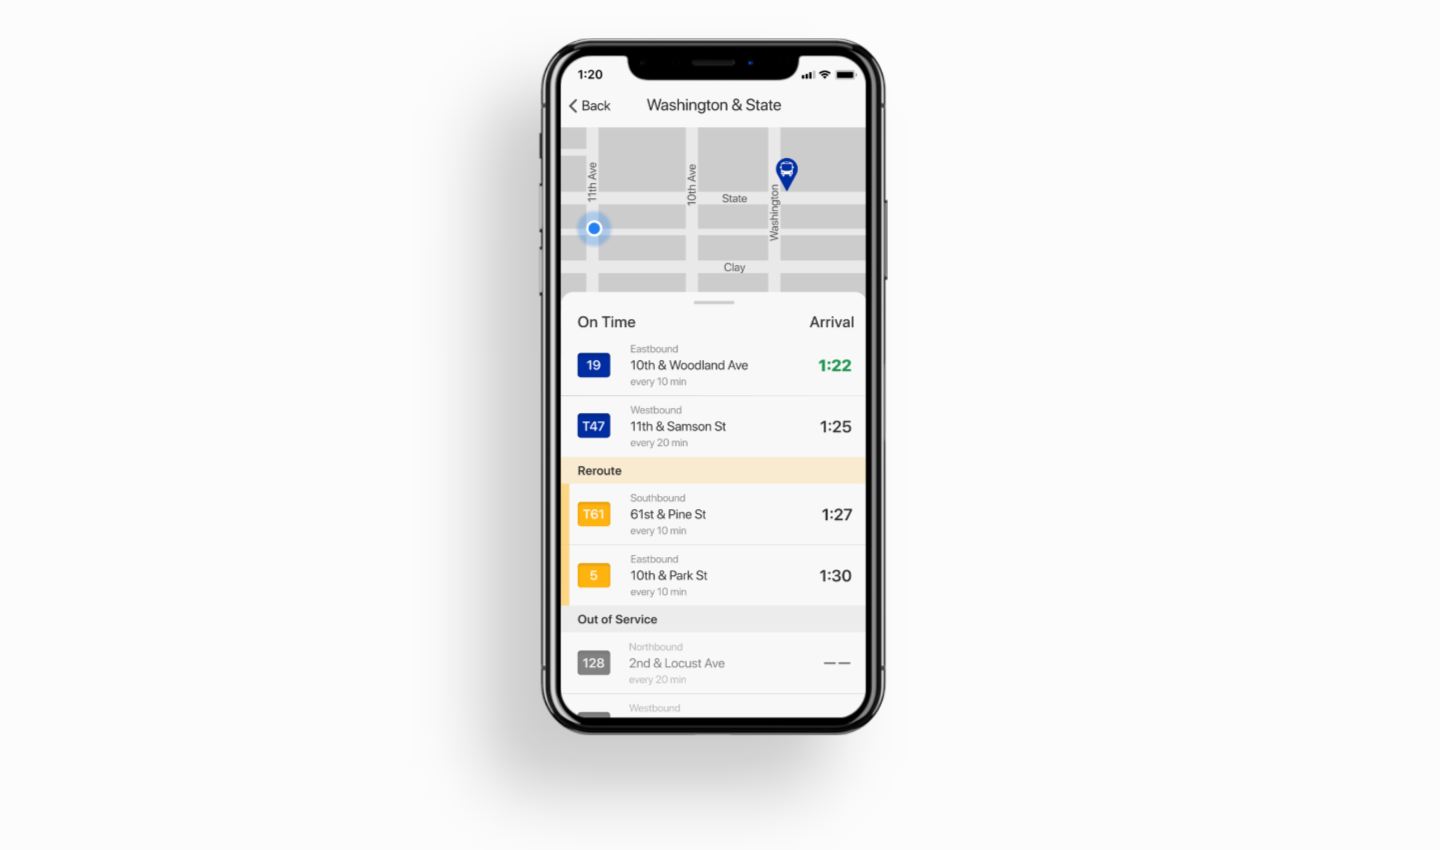 1:20
Back
Washington & State
11th Ave
10th Ave
State
Washington
Clay
On Time
Arrival
Eastbound
19
10th & Woodland Ave
1:22
every 10 min
Westbound
T47
11th & Samson St
1:25
every 20 min
Reroute
Southbound
T61
61st & Pine St
1:27
every 10 min
Eastbound
5
10th & Park St
1:30
every 10 min
Out of Service
Northbound
128
2nd & Locust Ave
——
every 20 min
Westbound